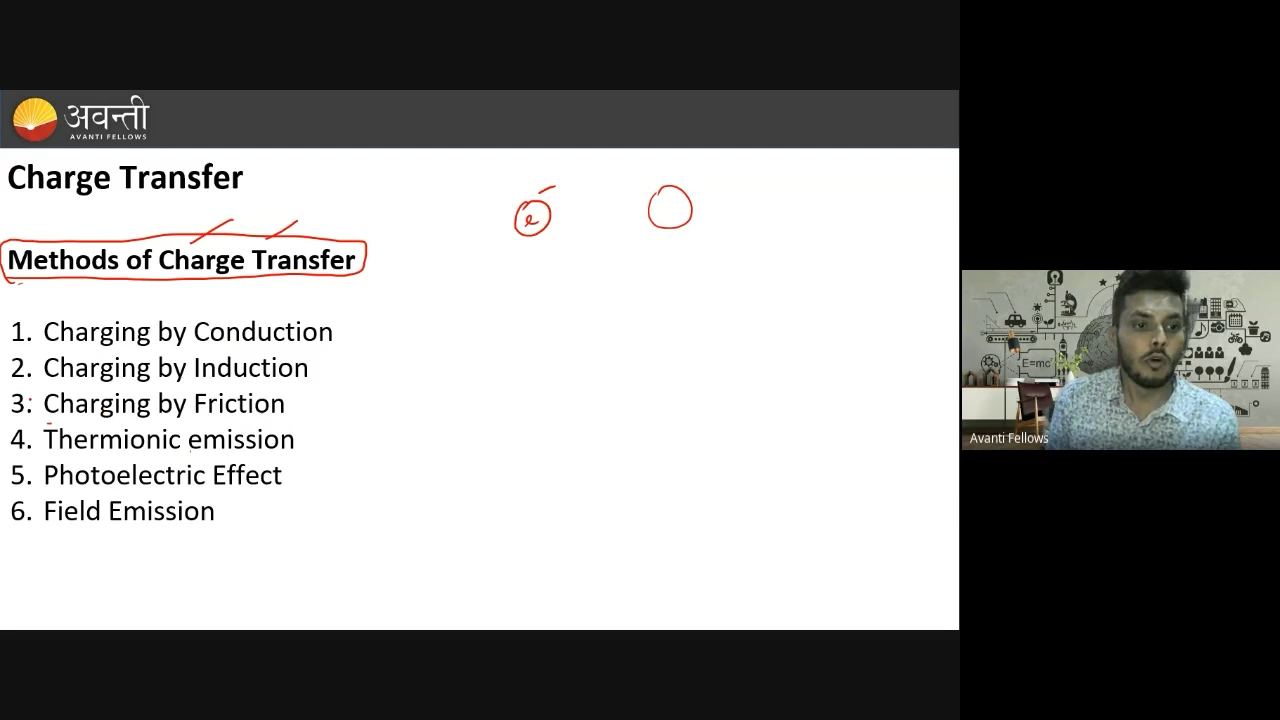 अवन्ती
AVANTI FELLOWS
Charge Transfer
e
Methods of Charge Transfer
1. Charging by Conduction
2. Charging by Induction
3. Charging by Friction
4. Thermionic emission
5. Photoelectric Effect
6. Field Emission
E=mc
Avanti Fellows